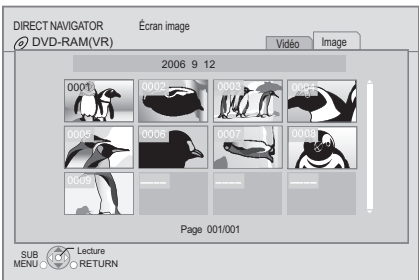 DIRECT NAVIGATOR Écran image
DVD-RAM(VR) Vidéo Image
2006 9 12
0001 0002 0003 0004
0005 0006 0007 0008
0009 ---- ---- ----
Page 001/001
SUB MENU Lecture RETURN